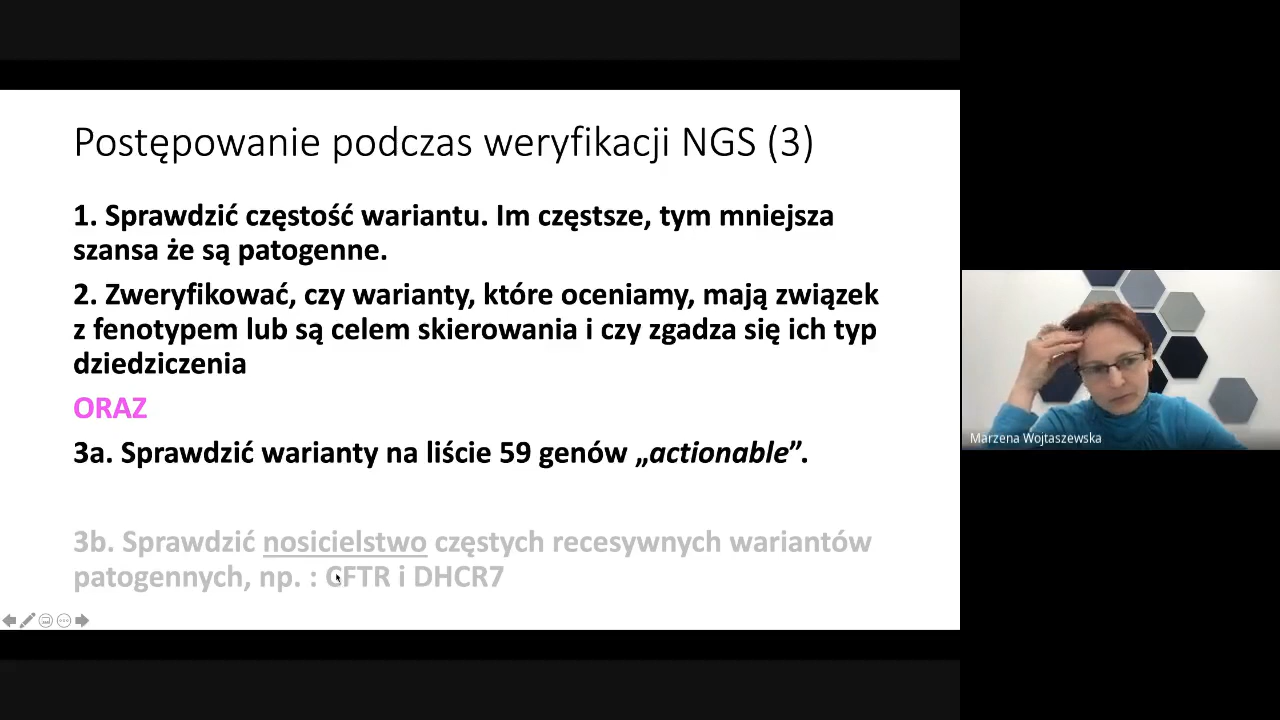 Postępowanie podczas weryfikacji NGS (3)
1. Sprawdzić częstość wariantu. Im częstsze, tym mniejsza
szansa że są patogenne.
2. Zweryfikować, czy warianty, które oceniamy, mają związek
z fenotypem lub są celem skierowania i czy zgadza się ich typ
dziedziczenia
ORAZ
3a. Sprawdzić warianty na liście 59 genów „actionable”.
3b. Sprawdzić nosicielstwo częstych recesywnych wariantów
patogennych, np. : CFTR i DHCR7
Marzena Wojtaszewska